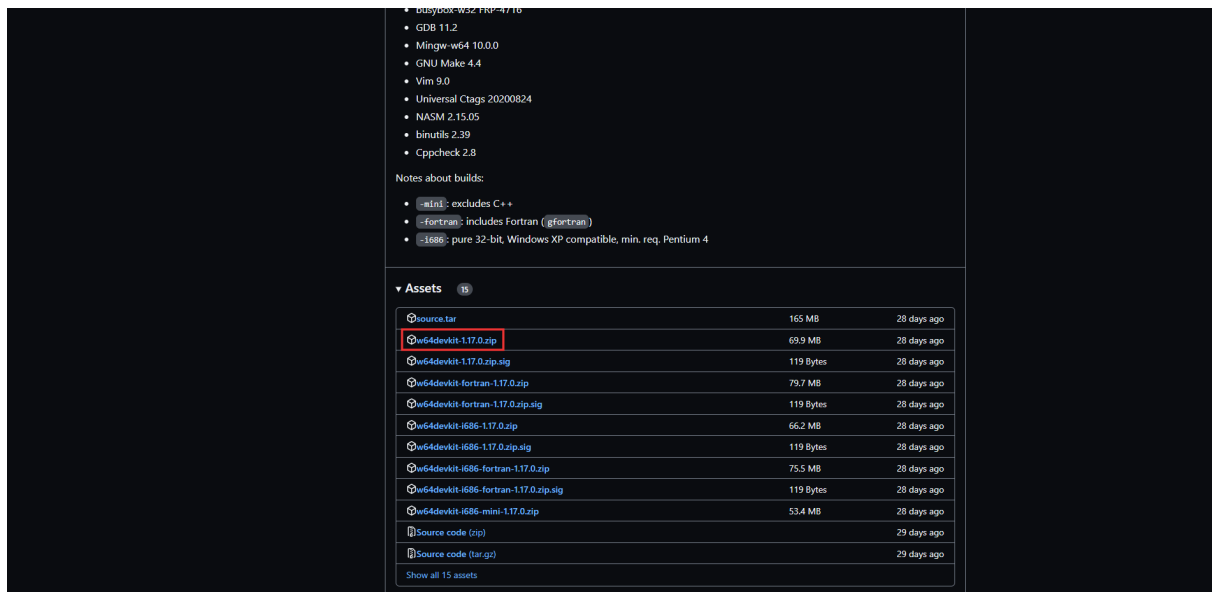 busybox-w32 FRP-4716
GDB 11.2
Mingw-w64 10.0.0
GNU Make 4.4
Vim 9.0
Universal Ctags 20200824
NASM 2.15.05
binutils 2.39
Cppcheck 2.8
Notes about builds:
-mini : excludes C++
-fortran : includes Fortran ( gfortran )
-i686 : pure 32-bit, Windows XP compatible, min. req. Pentium 4
Assets 15
source.tar 165 MB 28 days ago
w64devkit-1.17.0.zip 69.9 MB 28 days ago
w64devkit-1.17.0.zip.sig 119 Bytes 28 days ago
w64devkit-fortran-1.17.0.zip 79.7 MB 28 days ago
w64devkit-fortran-1.17.0.zip.sig 119 Bytes 28 days ago
w64devkit-i686-1.17.0.zip 66.2 MB 28 days ago
w64devkit-i686-1.17.0.zip.sig 119 Bytes 28 days ago
w64devkit-i686-fortran-1.17.0.zip 75.5 MB 28 days ago
w64devkit-i686-fortran-1.17.0.zip.sig 119 Bytes 28 days ago
w64devkit-i686-mini-1.17.0.zip 53.4 MB 28 days ago
Source code (zip) 29 days ago
Source code (tar.gz) 29 days ago
Show all 15 assets